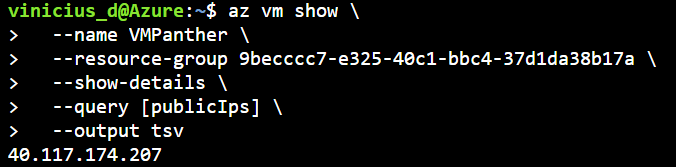 vinicius_d@Azure:~$ az vm show \
>   --name VMPanther \
>   --resource-group 9becccc7-e325-40c1-bbc4-37d1da38b17a \
>   --show-details \
>   --query [publicIps] \
>   --output tsv
40.117.174.207